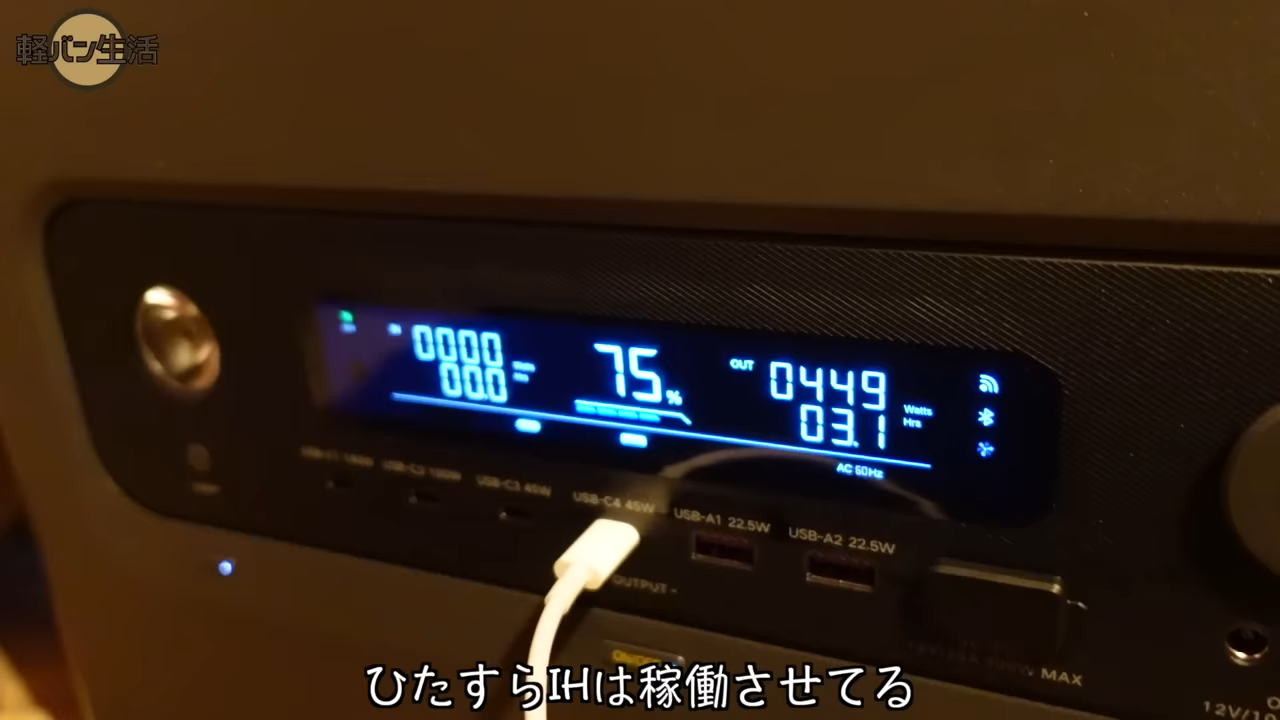 軽バン生活
IN 0000 Watts
00.0 Hrs
75%
OUT 0449 Watts
03.1 Hrs
AC 60Hz
USB-C3 45W
USB-C4 45W
USB-A1 22.5W
USB-A2 22.5W
OUTPUT
MAX
ひたすらIHは稼働させてる